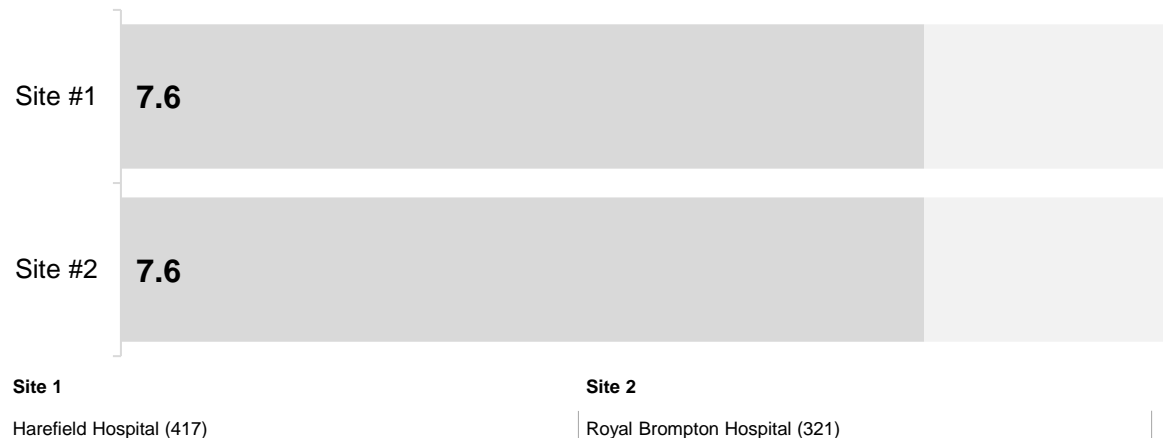 Site #1 7.6
Site #2 7.6
Site 1 Site 2
Harefield Hospital (417) Royal Brompton Hospital (321)